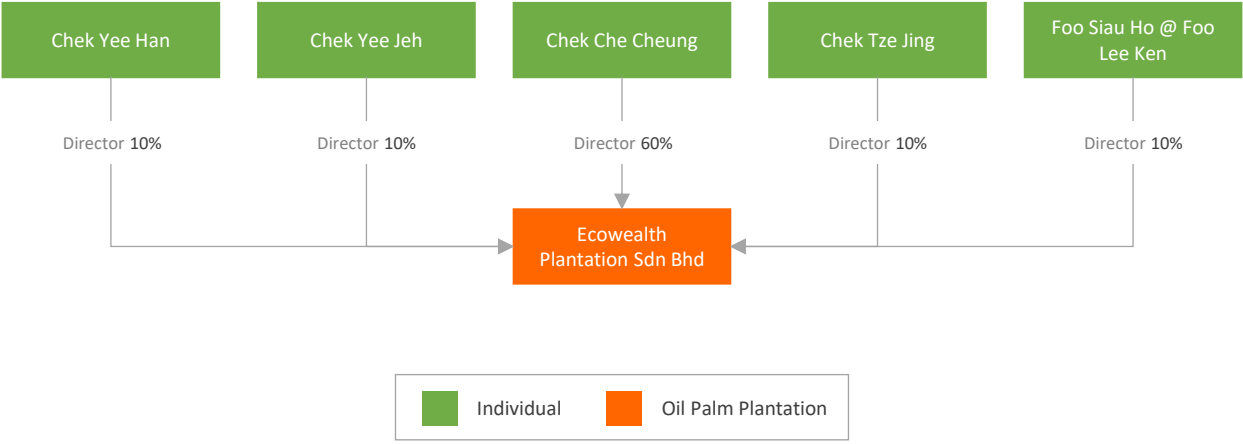 Chek Yee Han
Chek Yee Jeh
Chek Che Cheung
Chek Tze Jing
Foo Siau Ho @ Foo
Lee Ken
Director 10%
Director 10%
Director 60%
Director 10%
Director 10%
Ecowealth
Plantation Sdn Bhd
Individual
Oil Palm Plantation